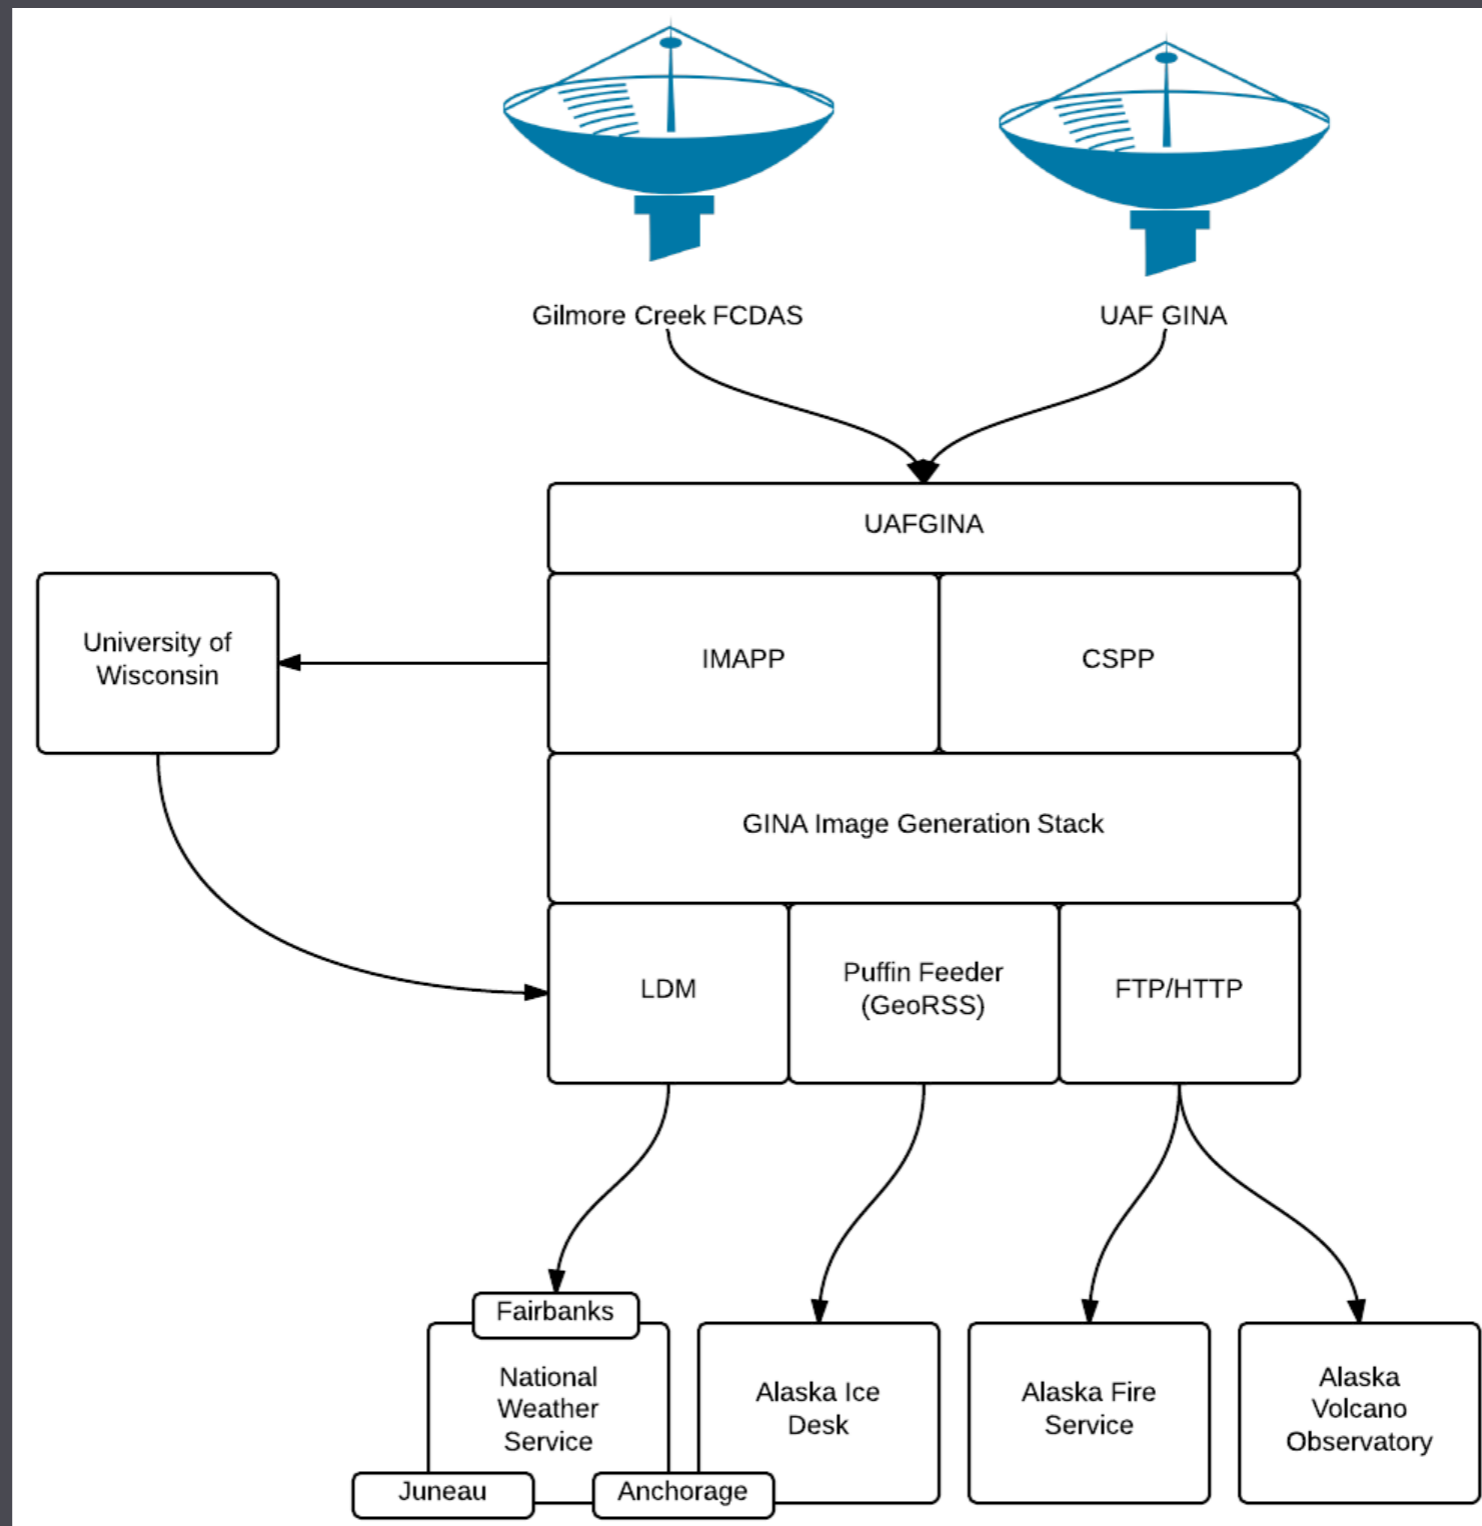 Gilmore Creek FCDAS
UAF GINA
UAFGINA
University of
Wisconsin
IMAPP
CSPP
GINA Image Generation Stack
LDM
Puffin Feeder
(GeoRSS)
FTP/HTTP
Fairbanks
National
Weather
Service
Juneau
Anchorage
Alaska Ice
Desk
Alaska Fire
Service
Alaska
Volcano
Observatory